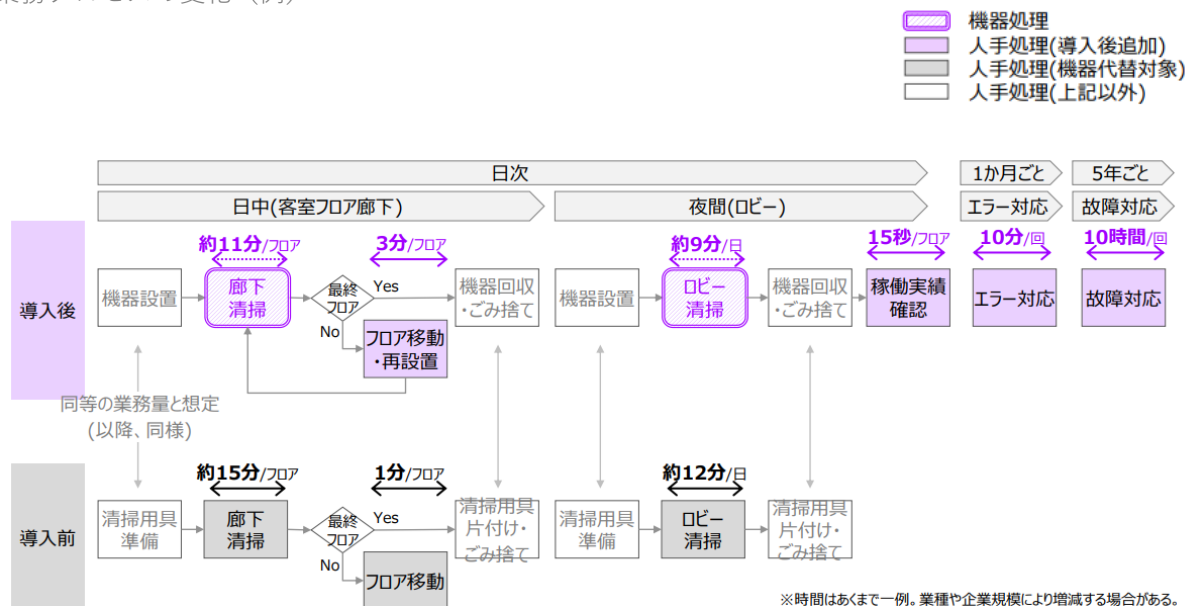 業務プロセスの変化（例）
機器処理
人手処理(導入後追加)
人手処理(機器代替対象)
人手処理(上記以外)
日次
1か月ごと
5年ごと
日中(客室フロア廊下)
夜間(ロビー)
エラー対応
故障対応
約11分/フロア
3分/フロア
約9分/日
15秒/フロア
10分/回
10時間/回
導入後
機器設置
廊下
清掃
最終
フロア
Yes
No
フロア移動
・再設置
機器回収
・ごみ捨て
機器設置
ロビー
清掃
機器回収
・ごみ捨て
稼働実績
確認
エラー対応
故障対応
同等の業務量と想定
(以降、同様)
約15分/フロア
1分/フロア
約12分/日
導入前
清掃用具
準備
廊下
清掃
最終
フロア
Yes
No
フロア移動
清掃用具
片付け・
ごみ捨て
清掃用具
準備
ロビー
清掃
清掃用具
片付け・
ごみ捨て
※時間はあくまで一例。業種や企業規模により増減する場合がある。